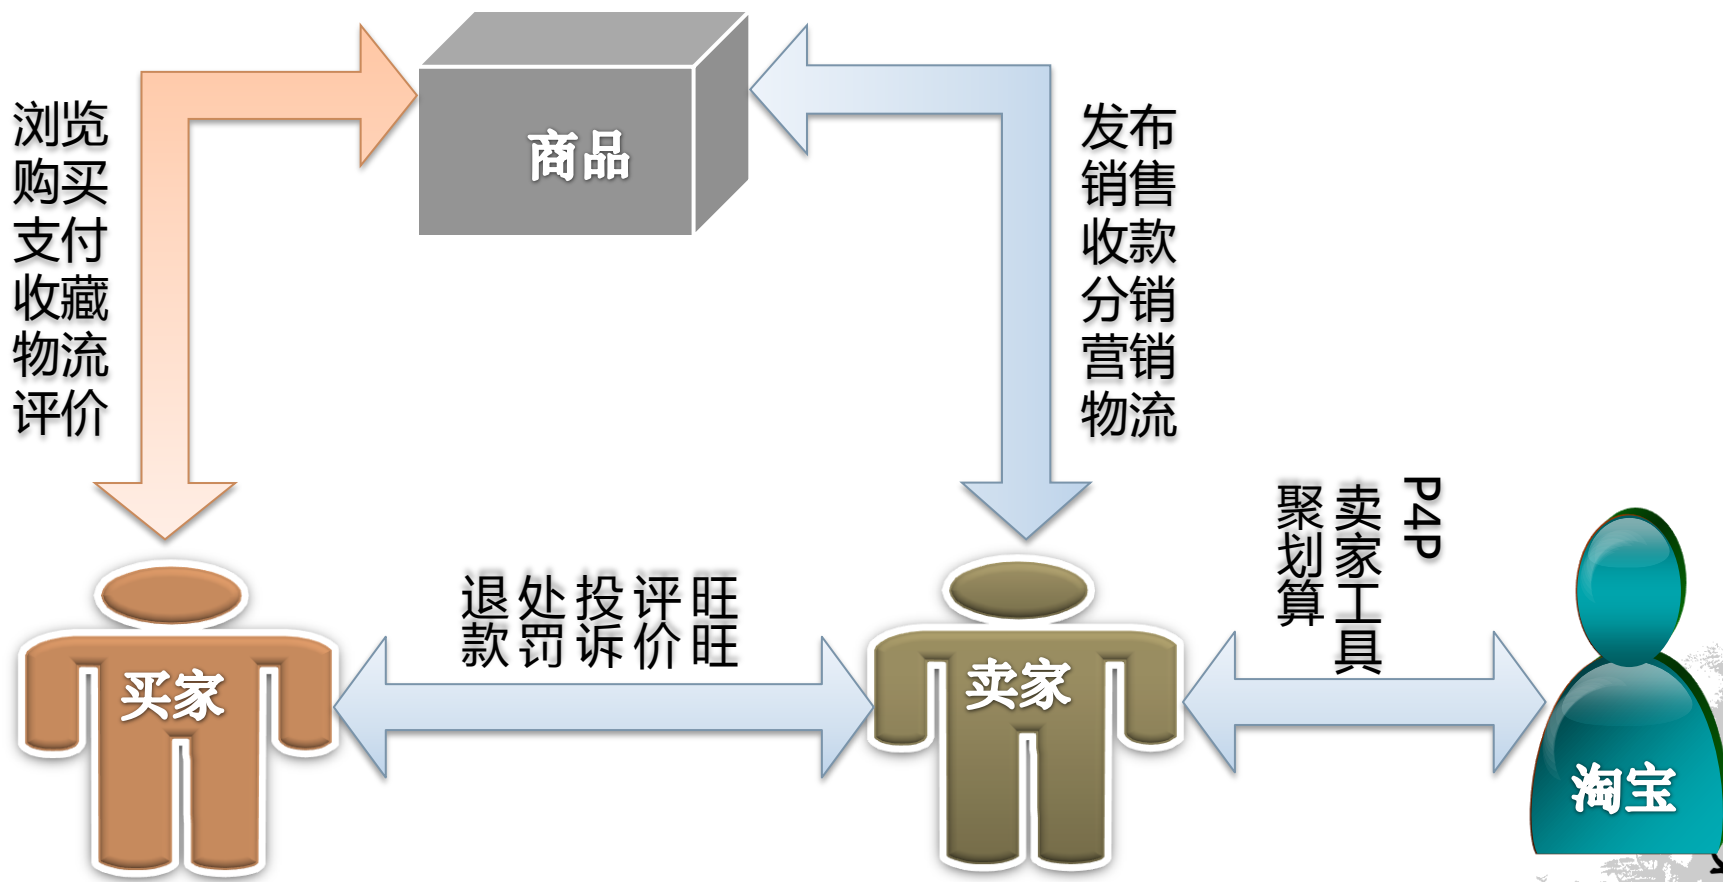 商品
浏览
购买
支付
收藏
物流
评价
发布
销售
收款
分销
营销
物流
P4P
卖家工具
聚划算
旺旺
评价
投诉
处罚
退款
买家
卖家
淘宝